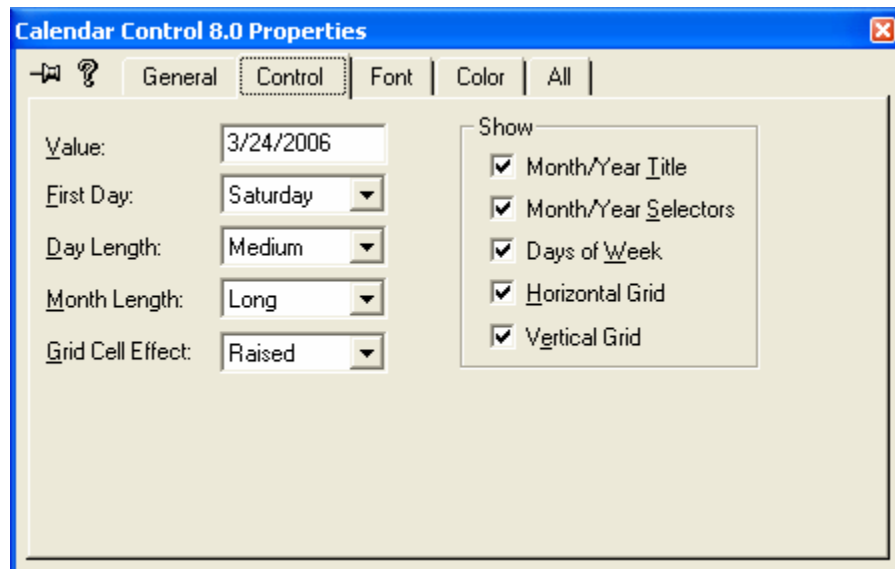 Calendar Control 8.0 Properties
General Control Font Color All
Value: 3/24/2006
First Day: Saturday
Day Length: Medium
Month Length: Long
Grid Cell Effect: Raised
Show
Month/Year Title
Month/Year Selectors
Days of Week
Horizontal Grid
Vertical Grid